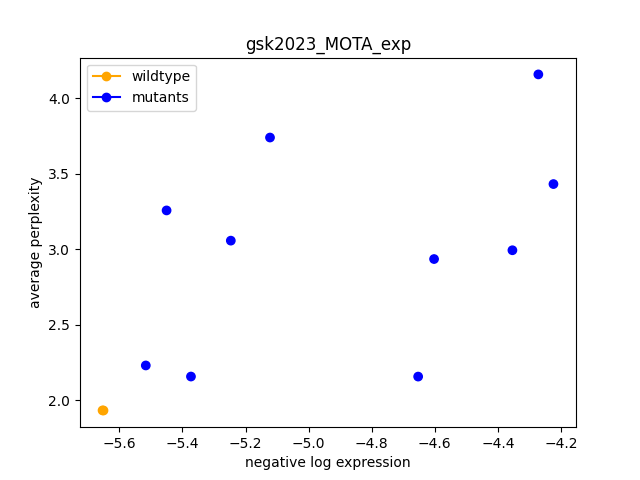 gsk2023_MOTA_exp
wildtype
mutants
4.0
3.5
3.0
2.5
2.0
average perplexity
−5.6 −5.4 −5.2 −5.0 −4.8 −4.6 −4.4 −4.2
negative log expression